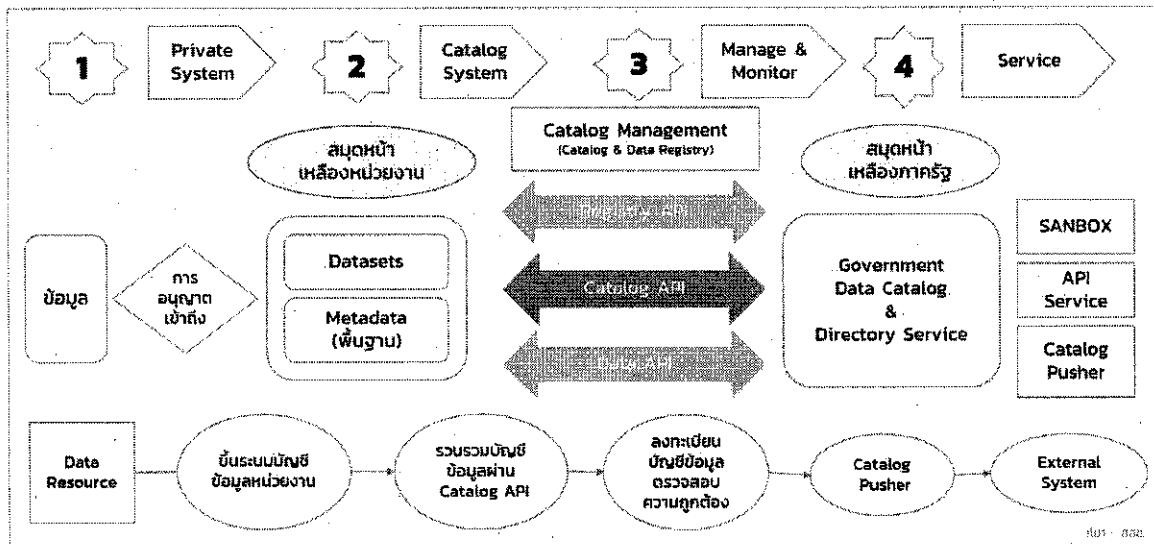 1
Private
System
2
Catalog
System
3
Manage &
Monitor
4
Service
สมุดหน้า
เหลืองหน่วยงาน
Catalog Management
(Catalog & Data Registry)
สมุดหน้า
เหลืองภาครัฐ
ข้อมูล
การ
อนุญาต
เข้าถึง
Datasets
Metadata
(พื้นฐาน)
Registry API
Catalog API
API
Government
Data Catalog
&
Directory Service
SANBOX
API
Service
Catalog
Pusher
Data
Resource
ขึ้นระบบบัญชี
ข้อมูลหน่วยงาน
รวบรวมบัญชี
ข้อมูลผ่าน
Catalog API
ลงทะเบียน
บัญชีข้อมูล
ตรวจสอบ
ความถูกต้อง
Catalog
Pusher
External
System